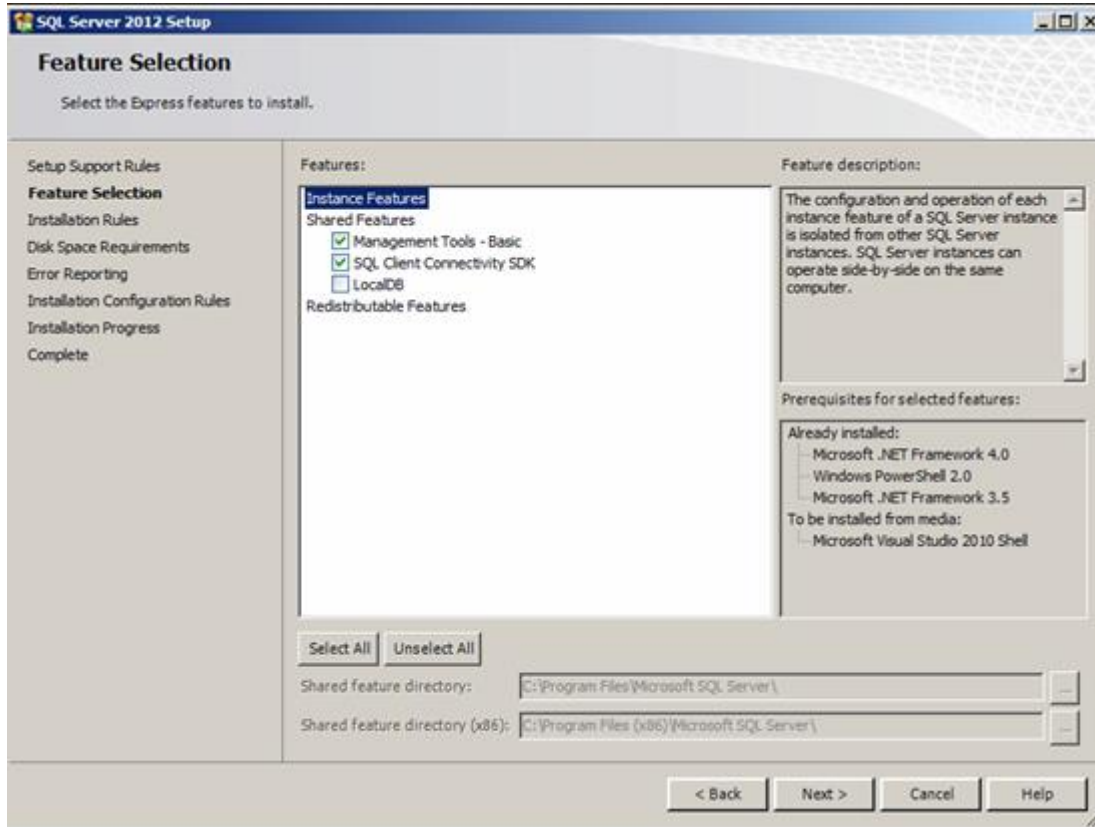 SQL Server 2012 Setup
Feature Selection
Select the Express features to install.
Setup Support Rules
Feature Selection
Installation Rules
Disk Space Requirements
Error Reporting
Installation Configuration Rules
Installation Progress
Complete
Features:
Instance Features
Shared Features
Management Tools - Basic
SQL Client Connectivity SDK
LocalDB
Redistributable Features
Feature description:
The configuration and operation of each
instance feature of a SQL Server instance
is isolated from other SQL Server
instances. SQL Server instances can
operate side-by-side on the same
computer.
Prerequisites for selected features:
Already installed:
Microsoft .NET Framework 4.0
Windows PowerShell 2.0
Microsoft .NET Framework 3.5
To be installed from media:
Microsoft Visual Studio 2010 Shell
Select All
Unselect All
Shared feature directory:
C:\Program Files\Microsoft SQL Server\
...
Shared feature directory (x86):
C:\Program Files (x86)\Microsoft SQL Server\
...
< Back
Next >
Cancel
Help